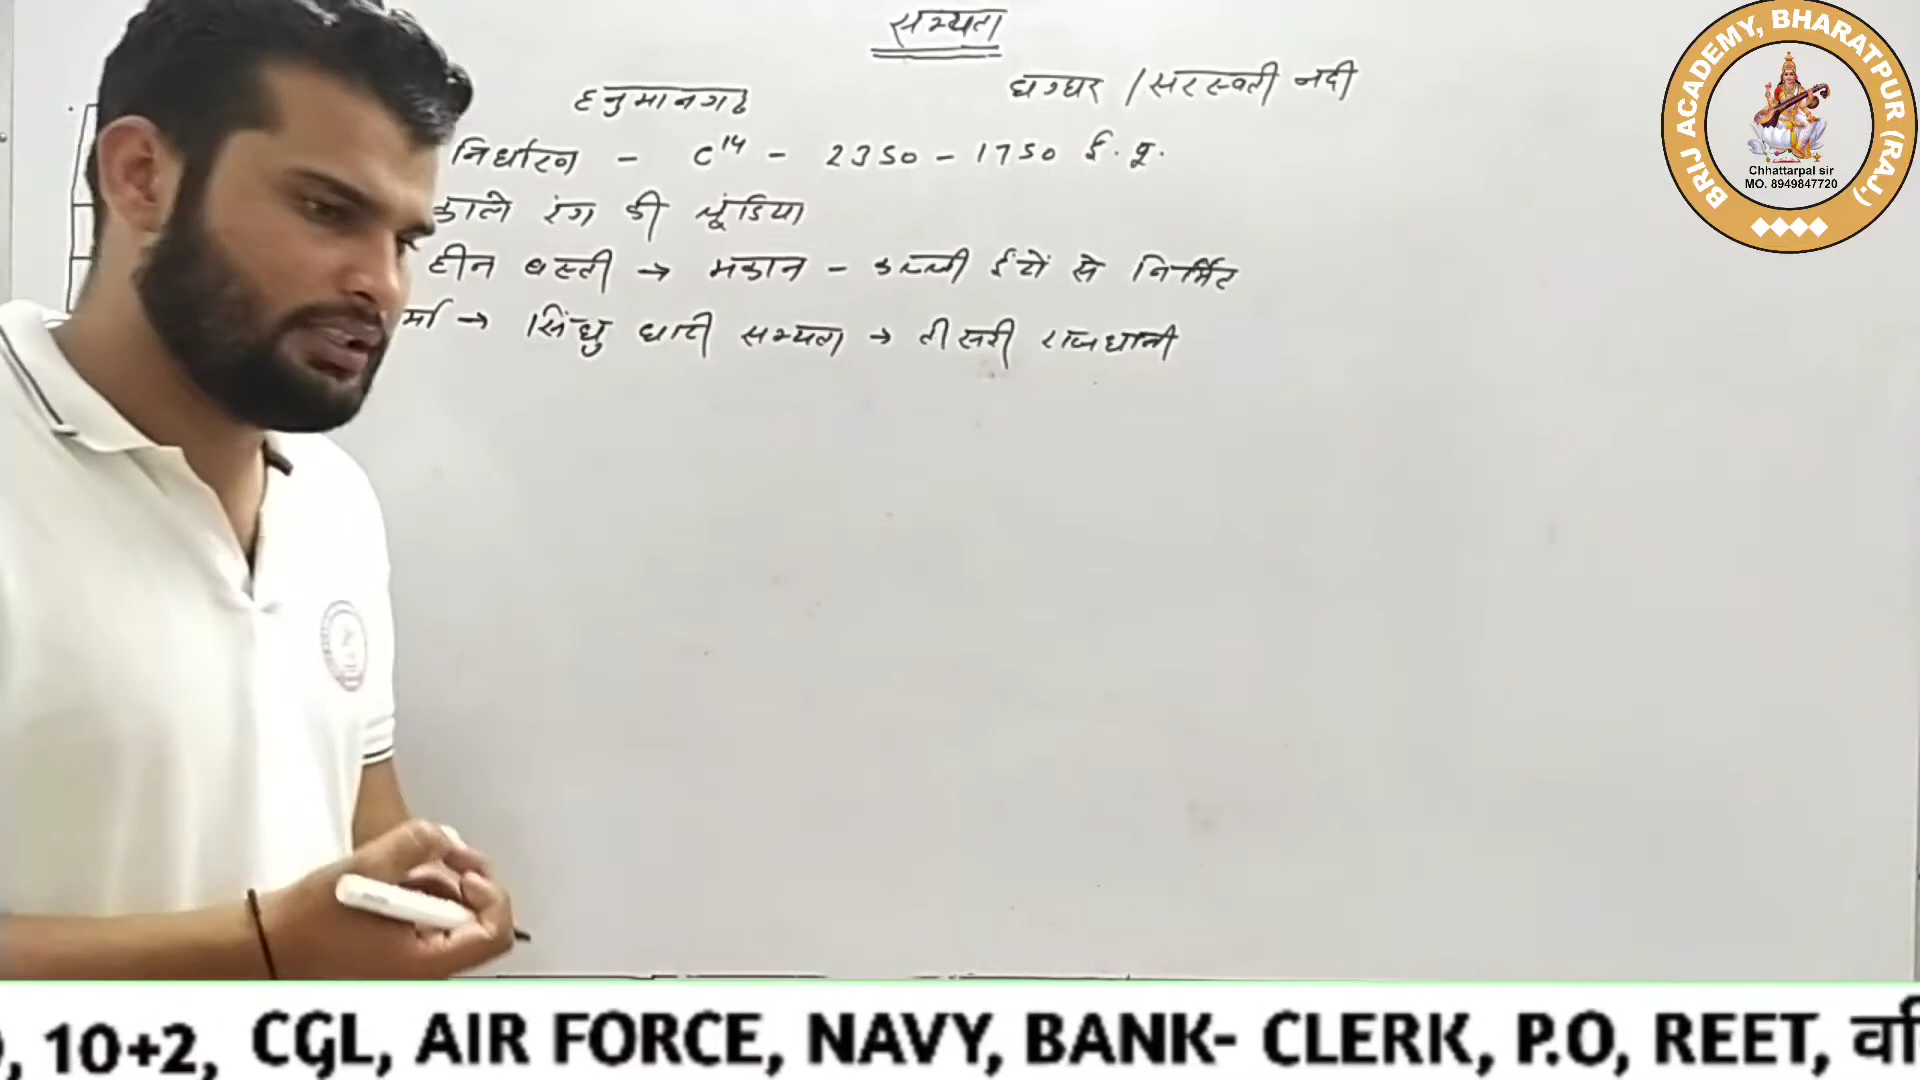 सभ्यता
हनुमानगढ घग्घर / सरस्वती नदी
निर्धारण - C14 - 2350 - 1750 ई. पू.
काले रंग की चूंडिया
हीन बस्ती → मकान - कच्ची ईंटों से निर्मित
र्मा → सिंधु घाटी सभ्यता → तीसरी राजधानी
BRIJ ACADEMY, BHARATPUR (RAJ.)
Chhattarpal sir
MO. 8949847720
, 10+2, CGL, AIR FORCE, NAVY, BANK- CLERK, P.O, REET,